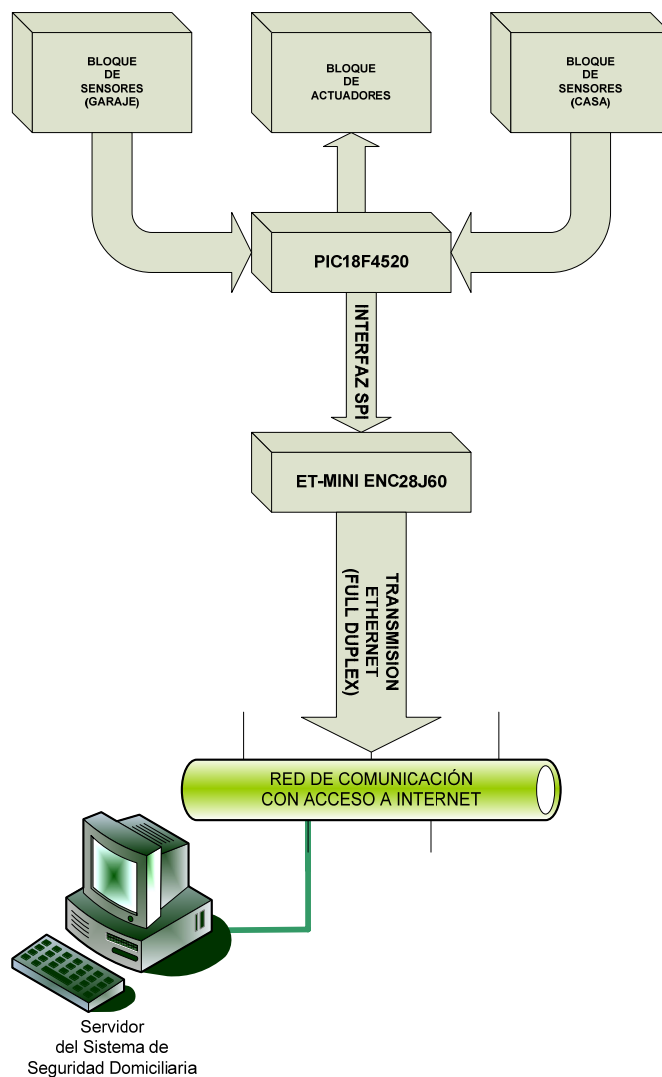 BLOQUE
DE
SENSORES
(GARAJE)
BLOQUE
DE
ACTUADORES
BLOQUE
DE
SENSORES
(CASA)
PIC18F4520
INTERFAZ SPI
ET-MINI ENC28J60
TRANSMISION
ETHERNET
(FULL DUPLEX)
RED DE COMUNICACIÓN
CON ACCESO A INTERNET
Servidor
del Sistema de
Seguridad Domiciliaria